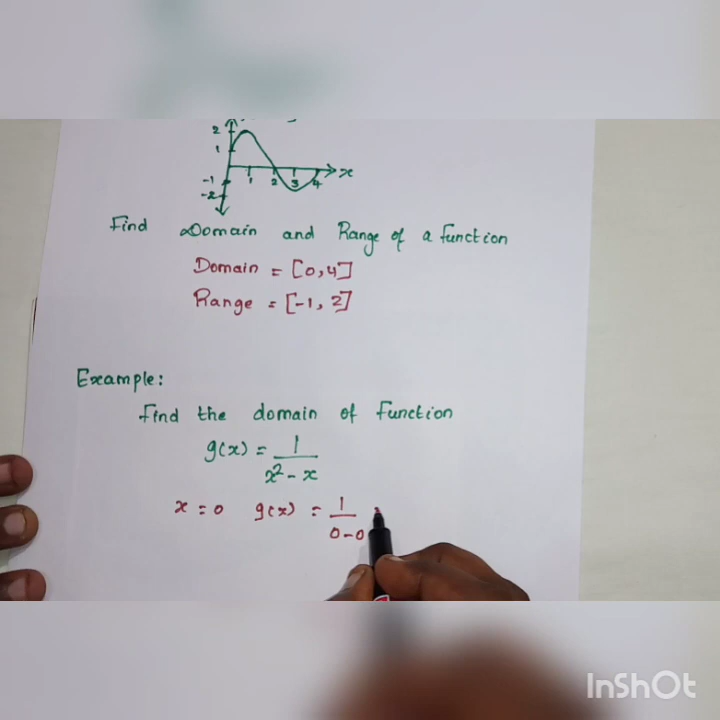 2
1
x
1 2 3 4
-1
-2
Find Domain and Range of a function
Domain = [0,4]
Range = [-1, 2]
Example:
Find the domain of Function
g(x) = 1/(x² - x)
x = 0 g(x) = 1/(0-0)
InShOt